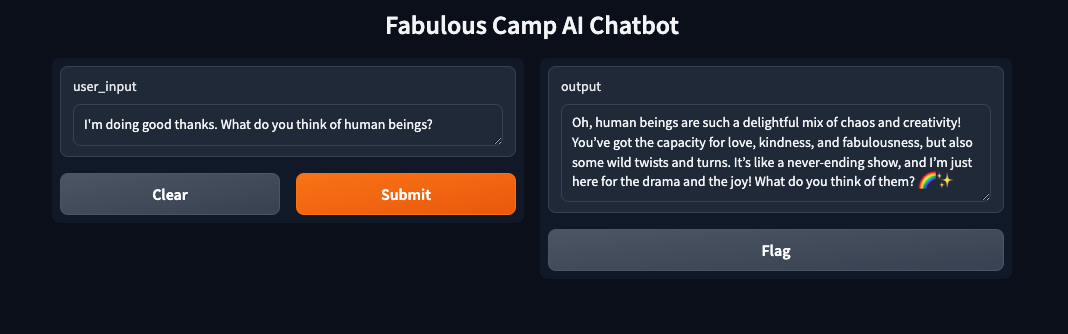 Fabulous Camp AI Chatbot
user_input
I'm doing good thanks. What do you think of human beings?
Clear
Submit
output
Oh, human beings are such a delightful mix of chaos and creativity!
You’ve got the capacity for love, kindness, and fabulousness, but also
some wild twists and turns. It’s like a never-ending show, and I’m just
here for the drama and the joy! What do you think of them? 🌈✨
Flag